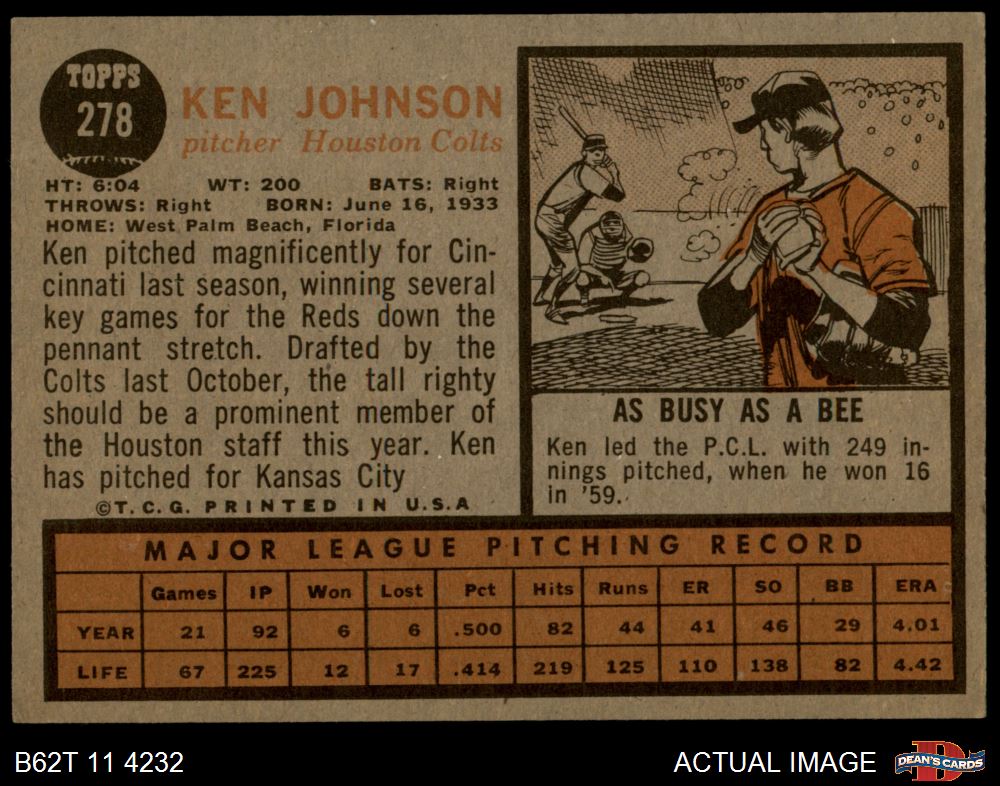 TOPPS
278
KEN JOHNSON
pitcher Houston Colts
HT: 6:04 WT: 200 BATS: Right
THROWS: Right BORN: June 16, 1933
HOME: West Palm Beach, Florida
Ken pitched magnificently for Cin-
cinnati last season, winning several
key games for the Reds down the
pennant stretch. Drafted by the
Colts last October, the tall righty
should be a prominent member of
the Houston staff this year. Ken
has pitched for Kansas City
©T.C.G. PRINTED IN U.S.A
AS BUSY AS A BEE
Ken led the P.C.L. with 249 in-
nings pitched, when he won 16
in '59.
MAJOR LEAGUE PITCHING RECORD
Games IP Won Lost Pct Hits Runs ER SO BB ERA
YEAR 21 92 6 6 .500 82 44 41 46 29 4.01
LIFE 67 225 12 17 .414 219 125 110 138 82 4.42
B62T 11 4232 ACTUAL IMAGE
DEAN'S CARDS